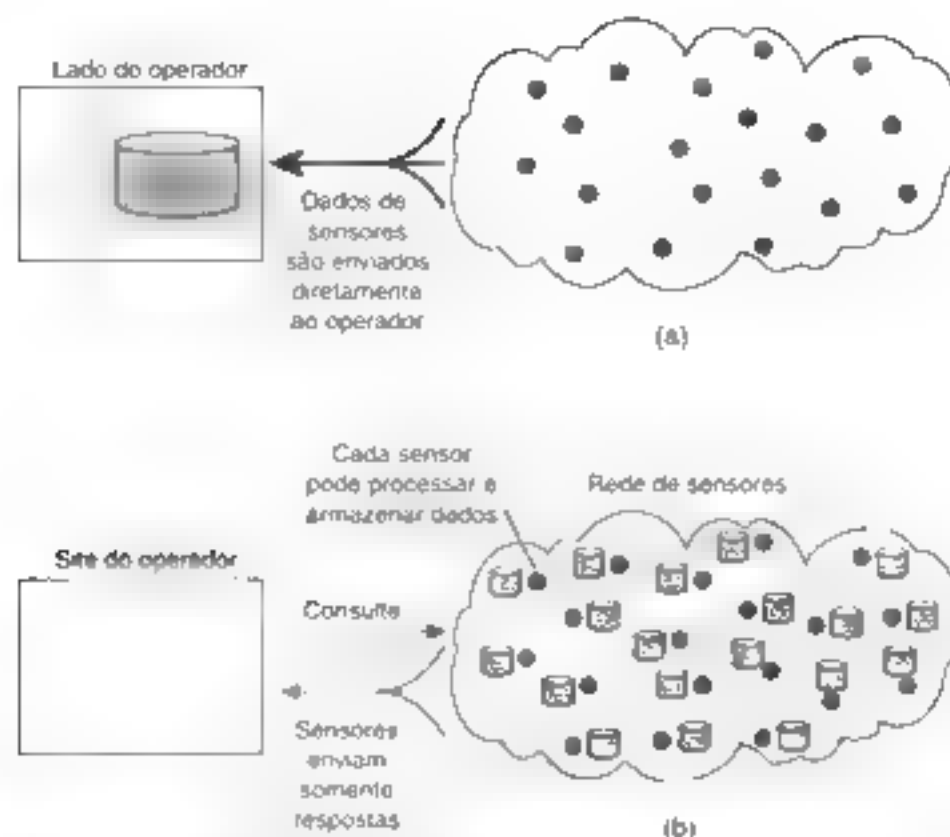 Lado do operador
Dados de
sensores
são enviados
diretamente
ao operador
(a)
Cada sensor
pode processar e
armazenar dados
Rede de sensores
Site do operador
Consulte
Sensores
enviam
somente
respostas
(b)